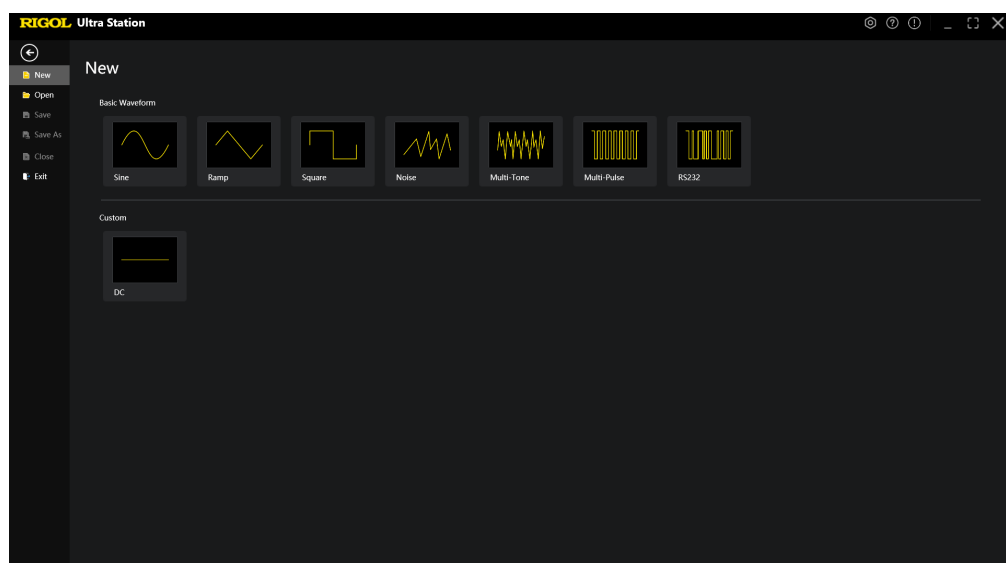 RIGOL Ultra Station
New
Open
Save
Save As
Close
Exit
New
Basic Waveform
Sine
Ramp
Square
Noise
Multi-Tone
Multi-Pulse
RS232
Custom
DC